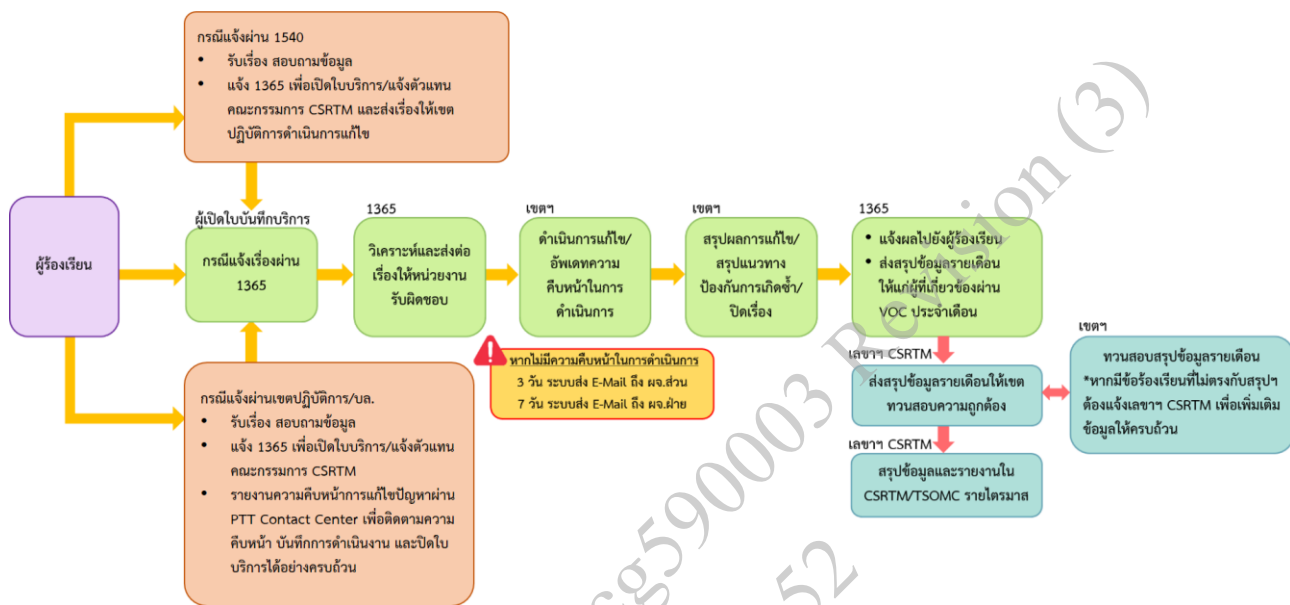 กรณีแจ้งผ่าน 1540
• รับเรื่อง สอบถามข้อมูล
• แจ้ง 1365 เพื่อเปิดใบบริการ/แจ้งตัวแทน
คณะกรรมการ CSRTM และส่งเรื่องให้เขต
ปฏิบัติการดำเนินการแก้ไข
ผู้ร้องเรียน
ผู้เปิดใบบันทึกบริการ
กรณีแจ้งเรื่องผ่าน
1365
1365
วิเคราะห์และส่งต่อ
เรื่องให้หน่วยงาน
รับผิดชอบ
เขตฯ
ดำเนินการแก้ไข/
อัพเดทความ
คืบหน้าในการ
ดำเนินการ
เขตฯ
สรุปผลการแก้ไข/
สรุปแนวทาง
ป้องกันการเกิดซ้ำ/
ปิดเรื่อง
1365
• แจ้งผลไปยังผู้ร้องเรียน
• ส่งสรุปข้อมูลรายเดือน
ให้แก่ผู้ที่เกี่ยวข้องผ่าน
VOC ประจำเดือน
หากไม่มีความคืบหน้าในการดำเนินการ
3 วัน ระบบส่ง E-Mail ถึง ผจ.ส่วน
7 วัน ระบบส่ง E-Mail ถึง ผจ.ฝ่าย
กรณีแจ้งผ่านเขตปฏิบัติการ/บล.
• รับเรื่อง สอบถามข้อมูล
• แจ้ง 1365 เพื่อเปิดใบบริการ/แจ้งตัวแทน
คณะกรรมการ CSRTM
• รายงานความคืบหน้าการแก้ไขปัญหาผ่าน
PTT Contact Center เพื่อติดตามความ
คืบหน้า บันทึกการดำเนินงาน และปิดใบ
บริการได้อย่างครบถ้วน
เลขาฯ CSRTM
ส่งสรุปข้อมูลรายเดือนให้เขต
ทวนสอบความถูกต้อง
เขตฯ
ทวนสอบสรุปข้อมูลรายเดือน
*หากมีข้อร้องเรียนที่ไม่ตรงกับสรุปฯ
ต้องแจ้งเลขาฯ CSRTM เพื่อเพิ่มเติม
ข้อมูลให้ครบถ้วน
เลขาฯ CSRTM
สรุปข้อมูลและรายงานใน
CSRTM/TSOMC รายไตรมาส
fg590003 Revision (3)
52